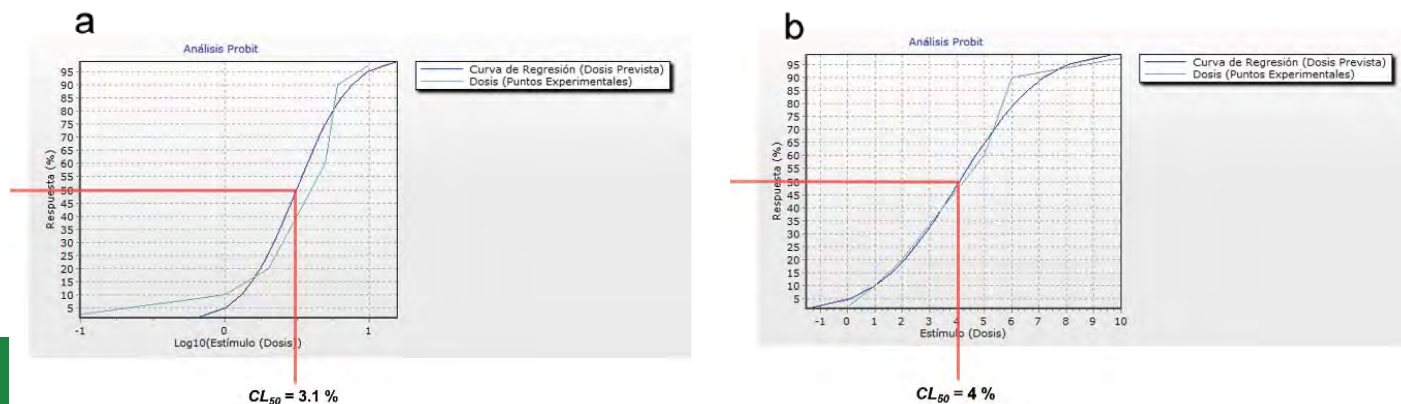 a
Análisis Probit
Curva de Regresión (Dosis Prevista)
Dosis (Puntos Experimentales)
Respuesta (%)
95
90
85
80
75
70
65
60
55
50
45
40
35
30
25
20
15
10
5
-1 0 1
Log10(Estímulo (Dosis))
CL50 = 3.1 %
b
Análisis Probit
Curva de Regresión (Dosis Prevista)
Dosis (Puntos Experimentales)
Respuesta (%)
95
90
85
80
75
70
65
60
55
50
45
40
35
30
25
20
15
10
5
-1 0 1 2 3 4 5 6 7 8 9 10
Estímulo (Dosis)
CL50 = 4 %